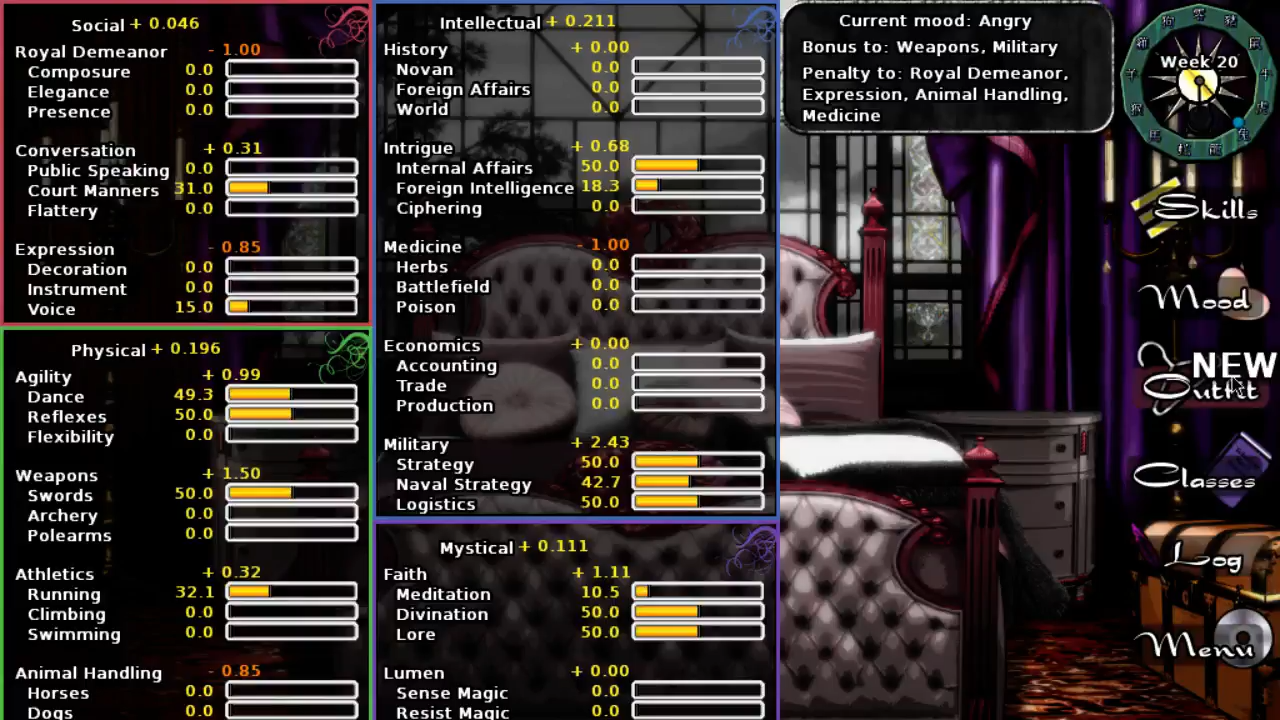 Social + 0.046
Royal Demeanor - 1.00
Composure 0.0
Elegance 0.0
Presence 0.0
Conversation + 0.31
Public Speaking 0.0
Court Manners 31.0
Flattery 0.0
Expression - 0.85
Decoration 0.0
Instrument 0.0
Voice 15.0
Physical + 0.196
Agility + 0.99
Dance 49.3
Reflexes 50.0
Flexibility 0.0
Weapons + 1.50
Swords 50.0
Archery 0.0
Polearms 0.0
Athletics + 0.32
Running 32.1
Climbing 0.0
Swimming 0.0
Animal Handling - 0.85
Horses 0.0
Dogs 0.0
Intellectual + 0.211
History + 0.00
Novan 0.0
Foreign Affairs 0.0
World 0.0
Intrigue + 0.68
Internal Affairs 50.0
Foreign Intelligence 18.3
Ciphering 0.0
Medicine - 1.00
Herbs 0.0
Battlefield 0.0
Poison 0.0
Economics + 0.00
Accounting 0.0
Trade 0.0
Production 0.0
Military + 2.43
Strategy 50.0
Naval Strategy 42.7
Logistics 50.0
Mystical + 0.111
Faith + 1.11
Meditation 10.5
Divination 50.0
Lore 50.0
Lumen + 0.00
Sense Magic 0.0
Resist Magic 0.0
Current mood: Angry
Bonus to: Weapons, Military
Penalty to: Royal Demeanor,
Expression, Animal Handling,
Medicine
Week 20
Skills
Mood
NEW
Outfit
Classes
Log
Menu